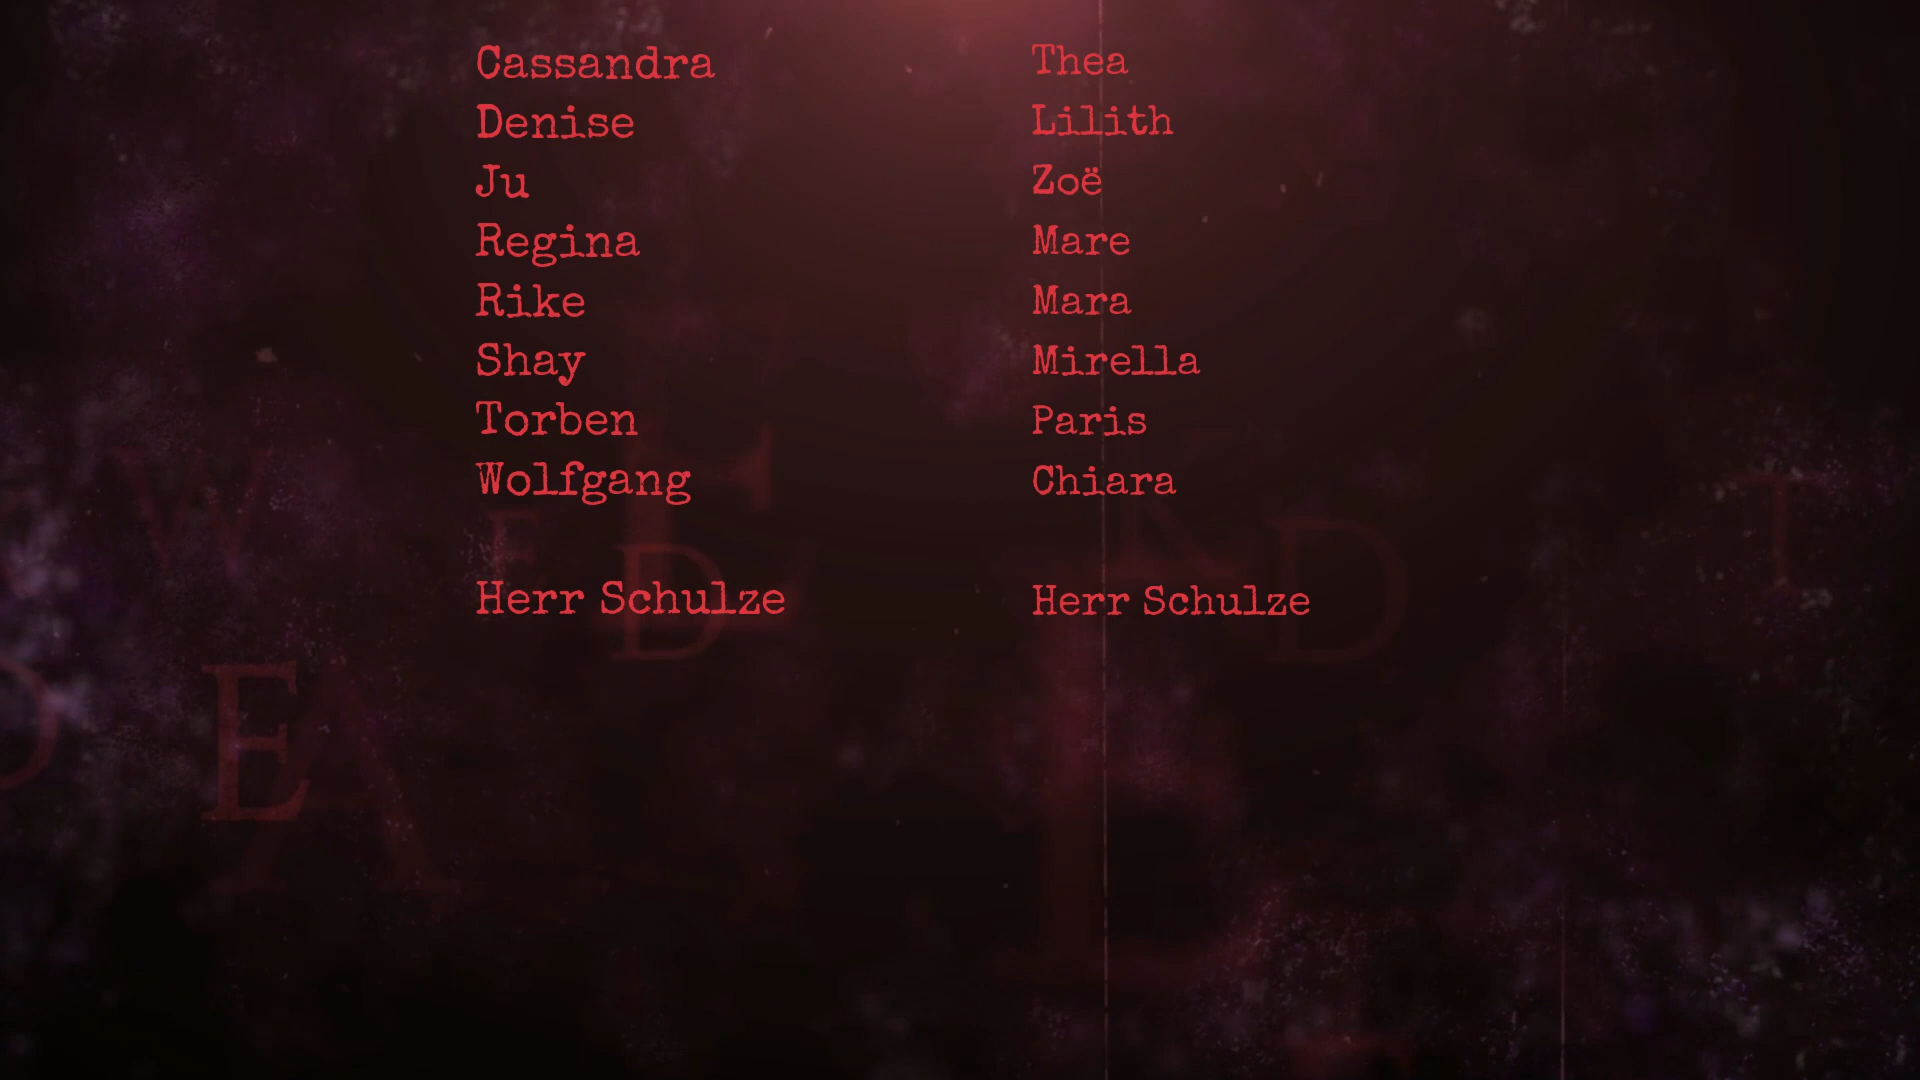 Cassandra Thea
Denise Lilith
Ju Zoë
Regina Mare
Rike Mara
Shay Mirella
Torben Paris
Wolfgang Chiara
Herr Schulze Herr Schulze